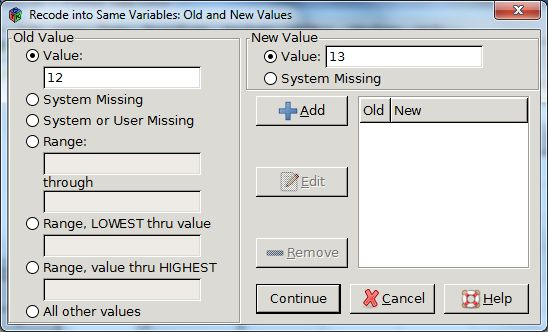 Recode into Same Variables: Old and New Values
Old Value
Value:
12
System Missing
System or User Missing
Range:
through
Range, LOWEST thru value
Range, value thru HIGHEST
All other values
New Value
Value: 13
System Missing
Add
Edit
Remove
Old New
Continue Cancel Help